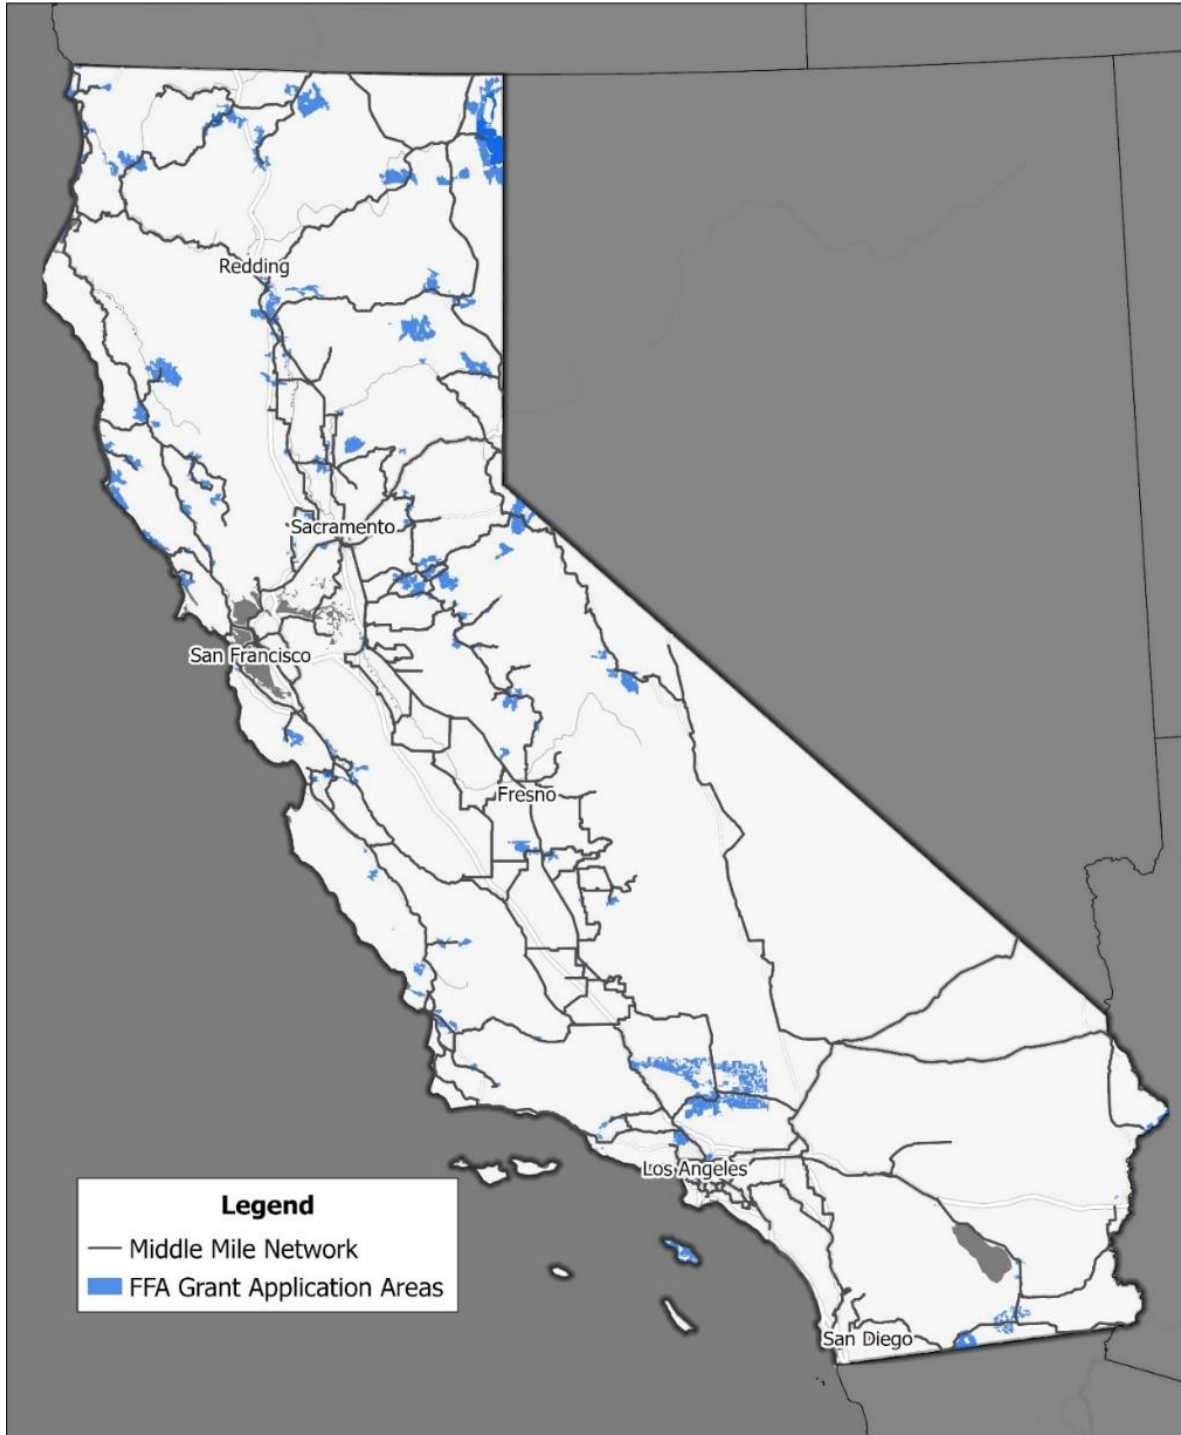 Redding
Sacramento
San Francisco
Fresno
Los Angeles
San Diego
Legend
Middle Mile Network
FFA Grant Application Areas